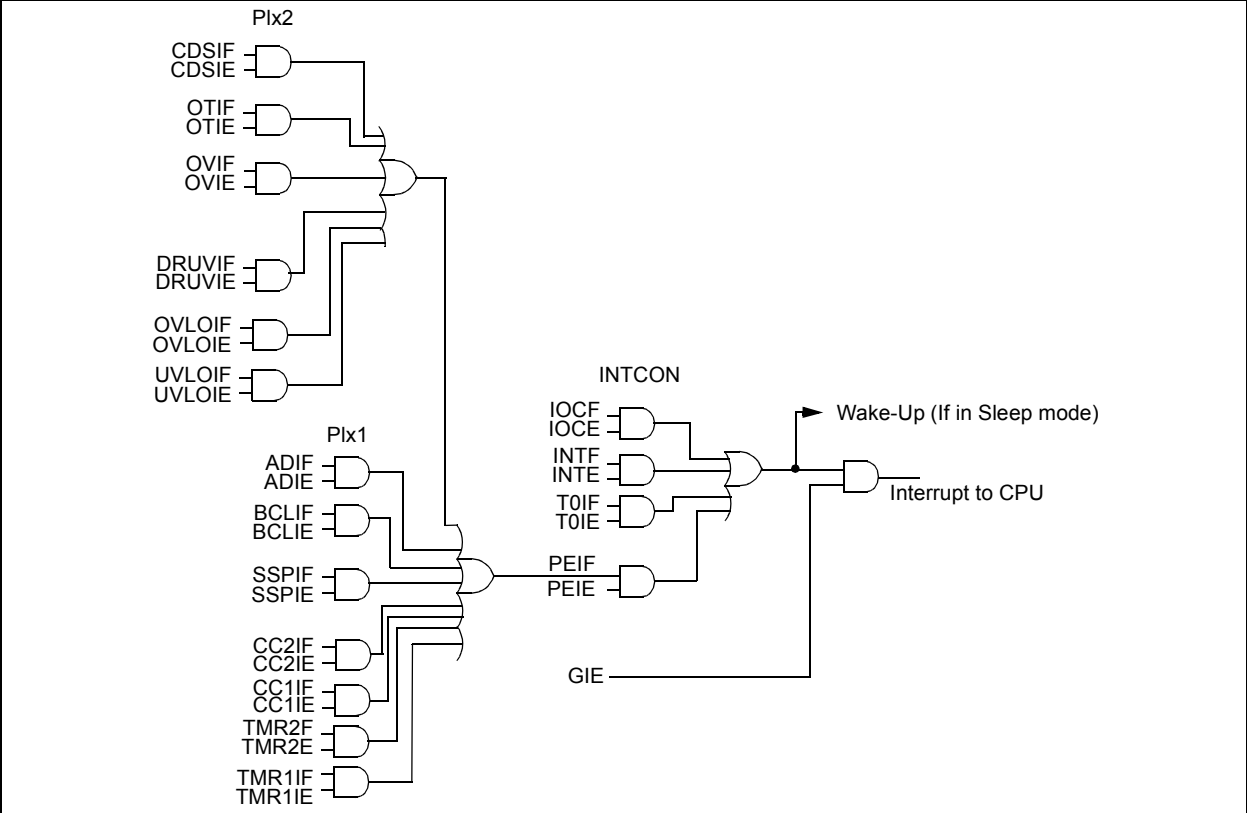 PIx2
CDSIF
CDSIE
OTIF
OTIE
OVIF
OVIE
DRUVIF
DRUVIE
OVLOIF
OVLOIE
UVLOIF
UVLOIE
PIx1
ADIF
ADIE
BCLIF
BCLIE
SSPIF
SSPIE
CC2IF
CC2IE
CC1IF
CC1IE
TMR2F
TMR2E
TMR1IF
TMR1IE
INTCON
IOCF
IOCE
INTF
INTE
T0IF
T0IE
PEIF
PEIE
GIE
Wake-Up (If in Sleep mode)
Interrupt to CPU